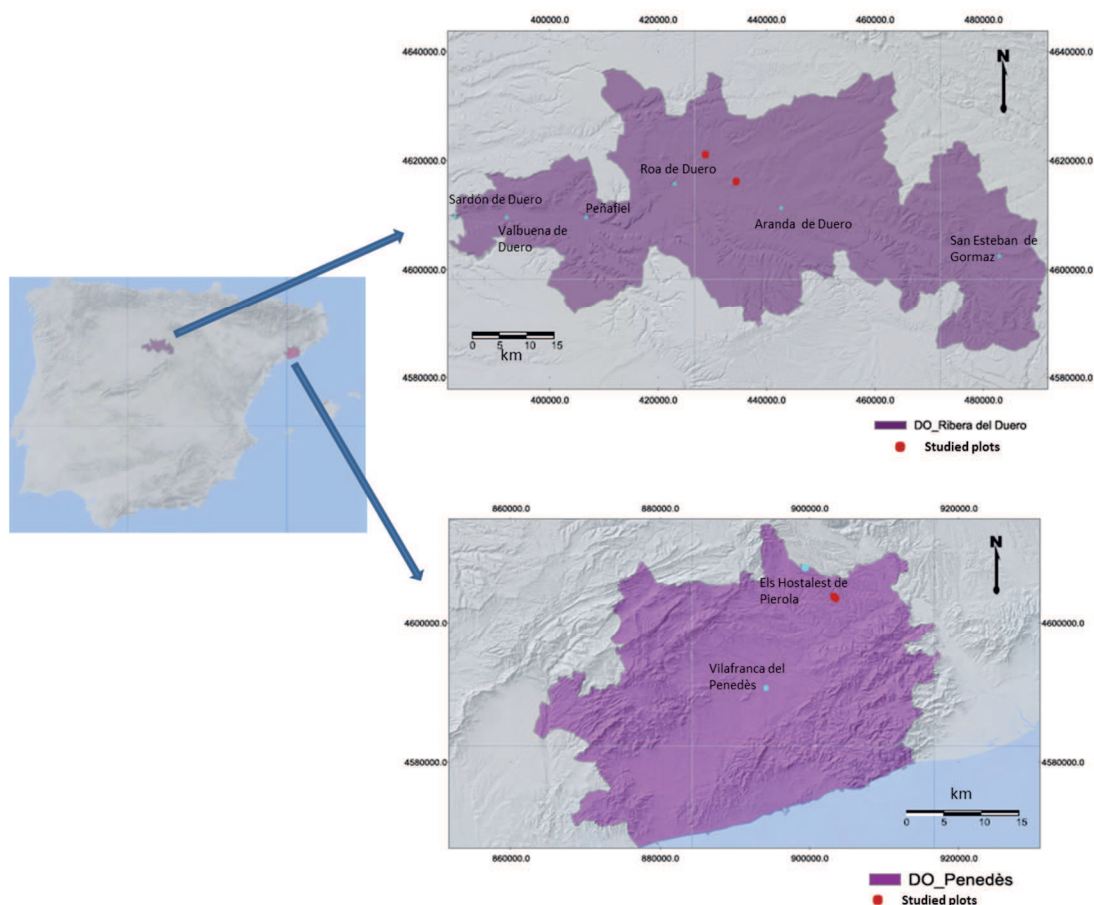 400000.0 420000.0 440000.0 460000.0 480000.0
4640000.0 4640000.0
N
4620000.0 4620000.0
Roa de Duero
Sardón de Duero
Peñafiel
4610000.0 4610000.0
Valbuena de
Duero
Aranda de Duero
San Esteban de
Gormaz
4600000.0 4600000.0
0 5 10 15
km
4580000.0 4580000.0
400000.0 420000.0 440000.0 460000.0 480000.0
DO_Ribera del Duero
Studied plots
860000.0 880000.0 900000.0 920000.0
N
Els Hostalest de
Pierola
4600000.0 4600000.0
Vilafranca del
Penedès
4580000.0 4580000.0
km
0 5 10 15
860000.0 880000.0 900000.0 920000.0
DO_Penedès
Studied plots